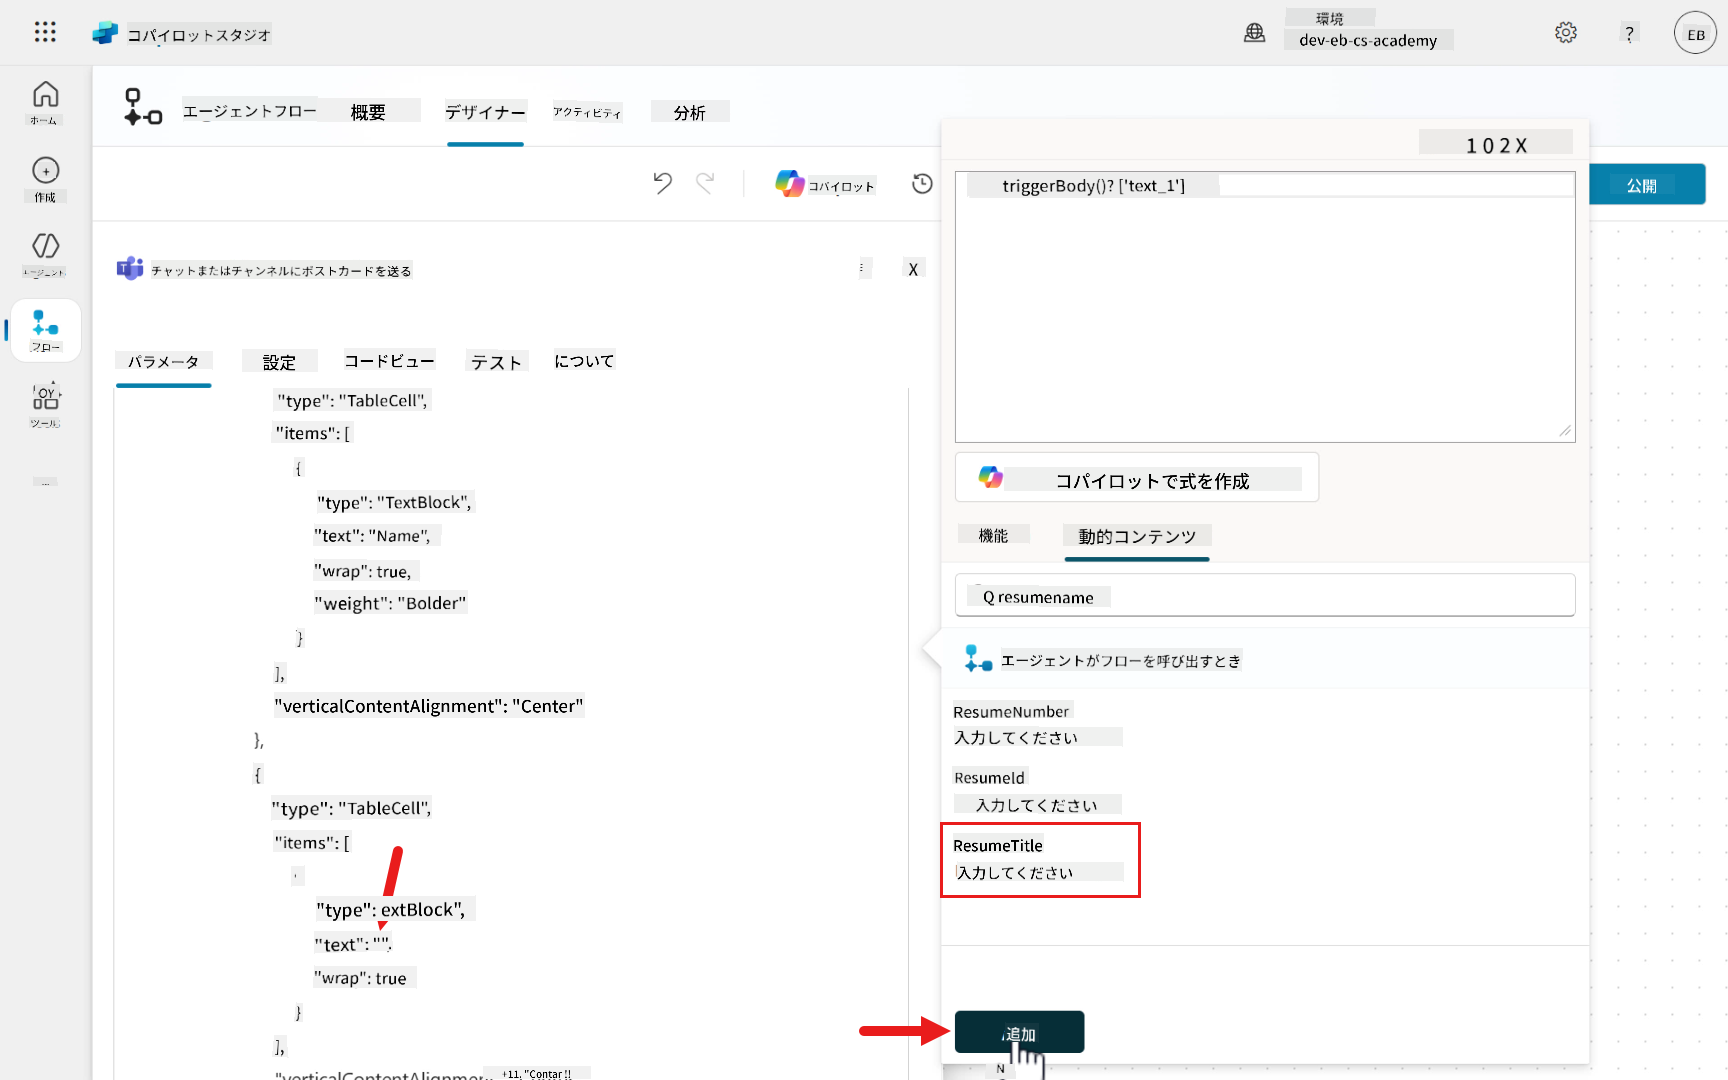 コパイロットスタジオ
環境
dev-eb-cs-academy
?
EB
ホーム
作成
エージェント
フロー
ツール
...
エージェントフロー
概要
デザイナー
アクティビティ
分析
コパイロット
公開
チャットまたはチャンネルにポストカードを送る
X
パラメータ
設定
コードビュー
テスト
について
"type": "TableCell",
"items": [
{
"type": "TextBlock",
"text": "Name",
"wrap": true,
"weight": "Bolder"
}
],
"verticalContentAlignment": "Center"
},
{
"type": "TableCell",
"items": [
"type": extBlock",
"text": "".
"wrap": true
}
],
"verticalContentAlignmer
+11, "Contar !!
102X
triggerBody()? ['text_1']
コパイロットで式を作成
機能
動的コンテンツ
Q resumename
エージェントがフローを呼び出すとき
ResumeNumber
入力してください
ResumeId
入力してください
ResumeTitle
入力してください
追加
N